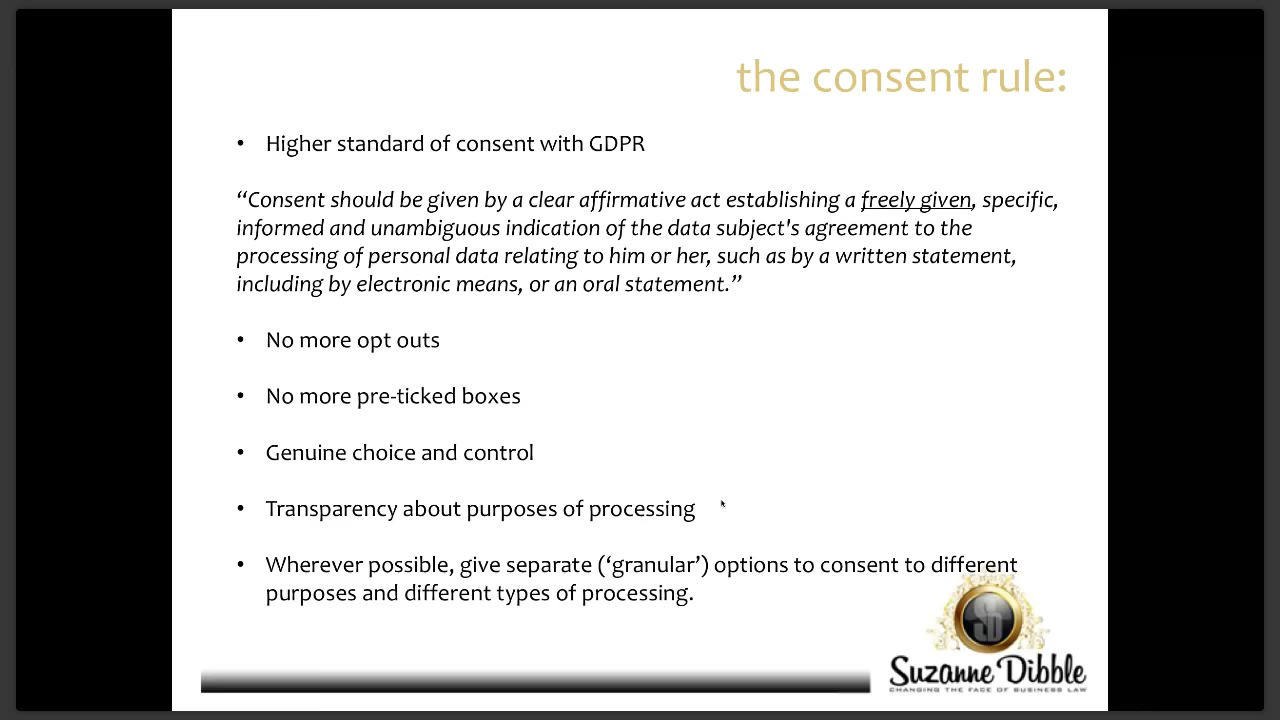 the consent rule:
• Higher standard of consent with GDPR
“Consent should be given by a clear affirmative act establishing a freely given, specific,
informed and unambiguous indication of the data subject's agreement to the
processing of personal data relating to him or her, such as by a written statement,
including by electronic means, or an oral statement.”
• No more opt outs
• No more pre-ticked boxes
• Genuine choice and control
• Transparency about purposes of processing
• Wherever possible, give separate (‘granular’) options to consent to different
purposes and different types of processing.
SD
Suzanne Dibble
CHANGING THE FACE OF BUSINESS LAW